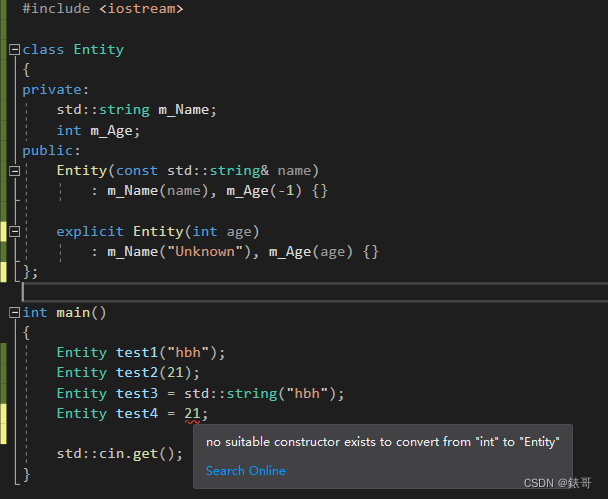 #include <iostream>
class Entity
{
private:
    std::string m_Name;
    int m_Age;
public:
    Entity(const std::string& name)
        : m_Name(name), m_Age(-1) {}
    explicit Entity(int age)
        : m_Name("Unknown"), m_Age(age) {}
};
int main()
{
    Entity test1("hbh");
    Entity test2(21);
    Entity test3 = std::string("hbh");
    Entity test4 = 21;
no suitable constructor exists to convert from "int" to "Entity"
    std::cin.get();
Search Online
}
CSDN @錶哥